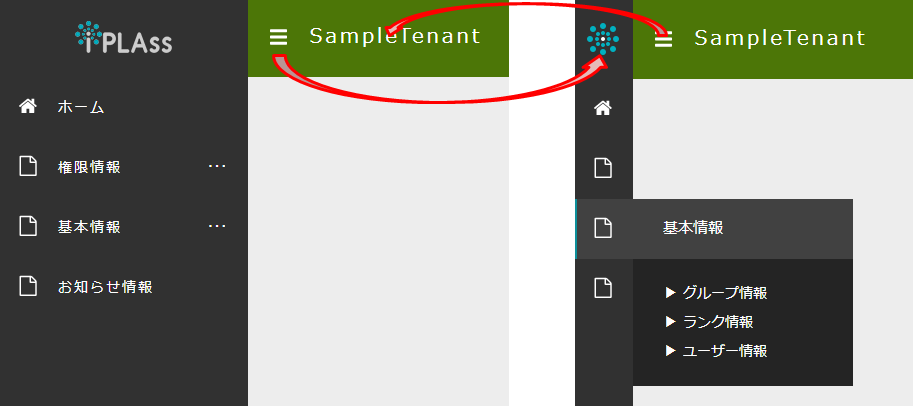 iPLAss
SampleTenant
ホーム
権限情報
基本情報
お知らせ情報
SampleTenant
基本情報
▶ グループ情報
▶ ランク情報
▶ ユーザー情報